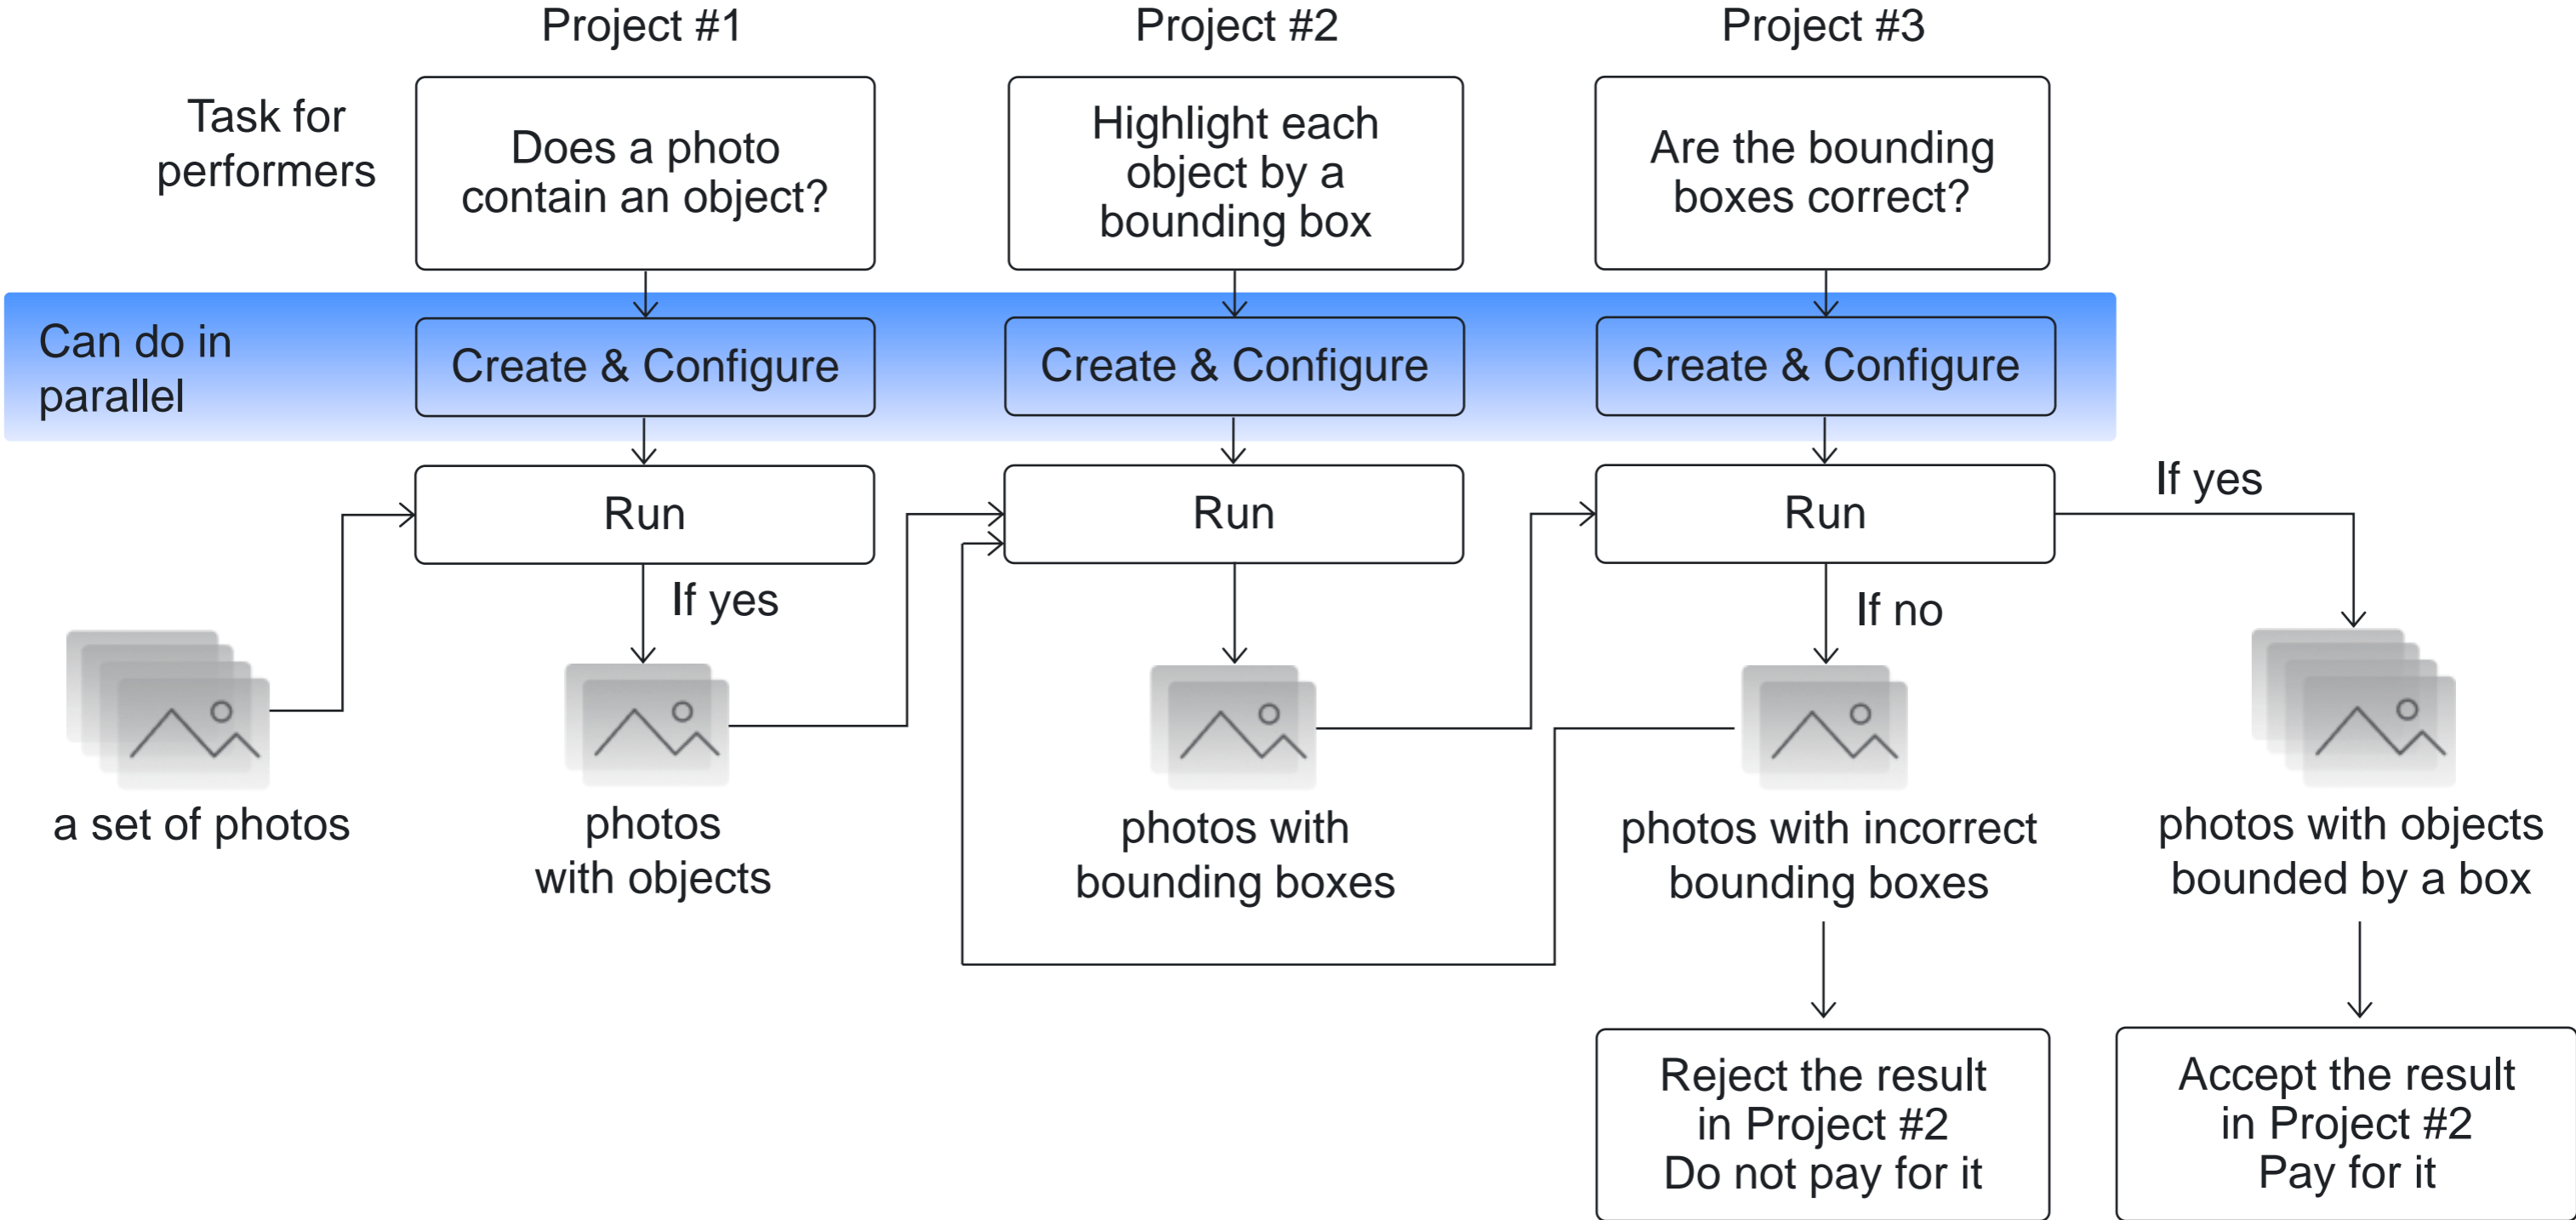 Project #1
Project #2
Project #3
Task for
performers
Does a photo
contain an object?
Highlight each
object by a
bounding box
Are the bounding
boxes correct?
Can do in
parallel
Create & Configure
Create & Configure
Create & Configure
Run
Run
Run
If yes
If yes
If no
a set of photos
photos
with objects
photos with
bounding boxes
photos with incorrect
bounding boxes
photos with objects
bounded by a box
Reject the result
in Project #2
Do not pay for it
Accept the result
in Project #2
Pay for it